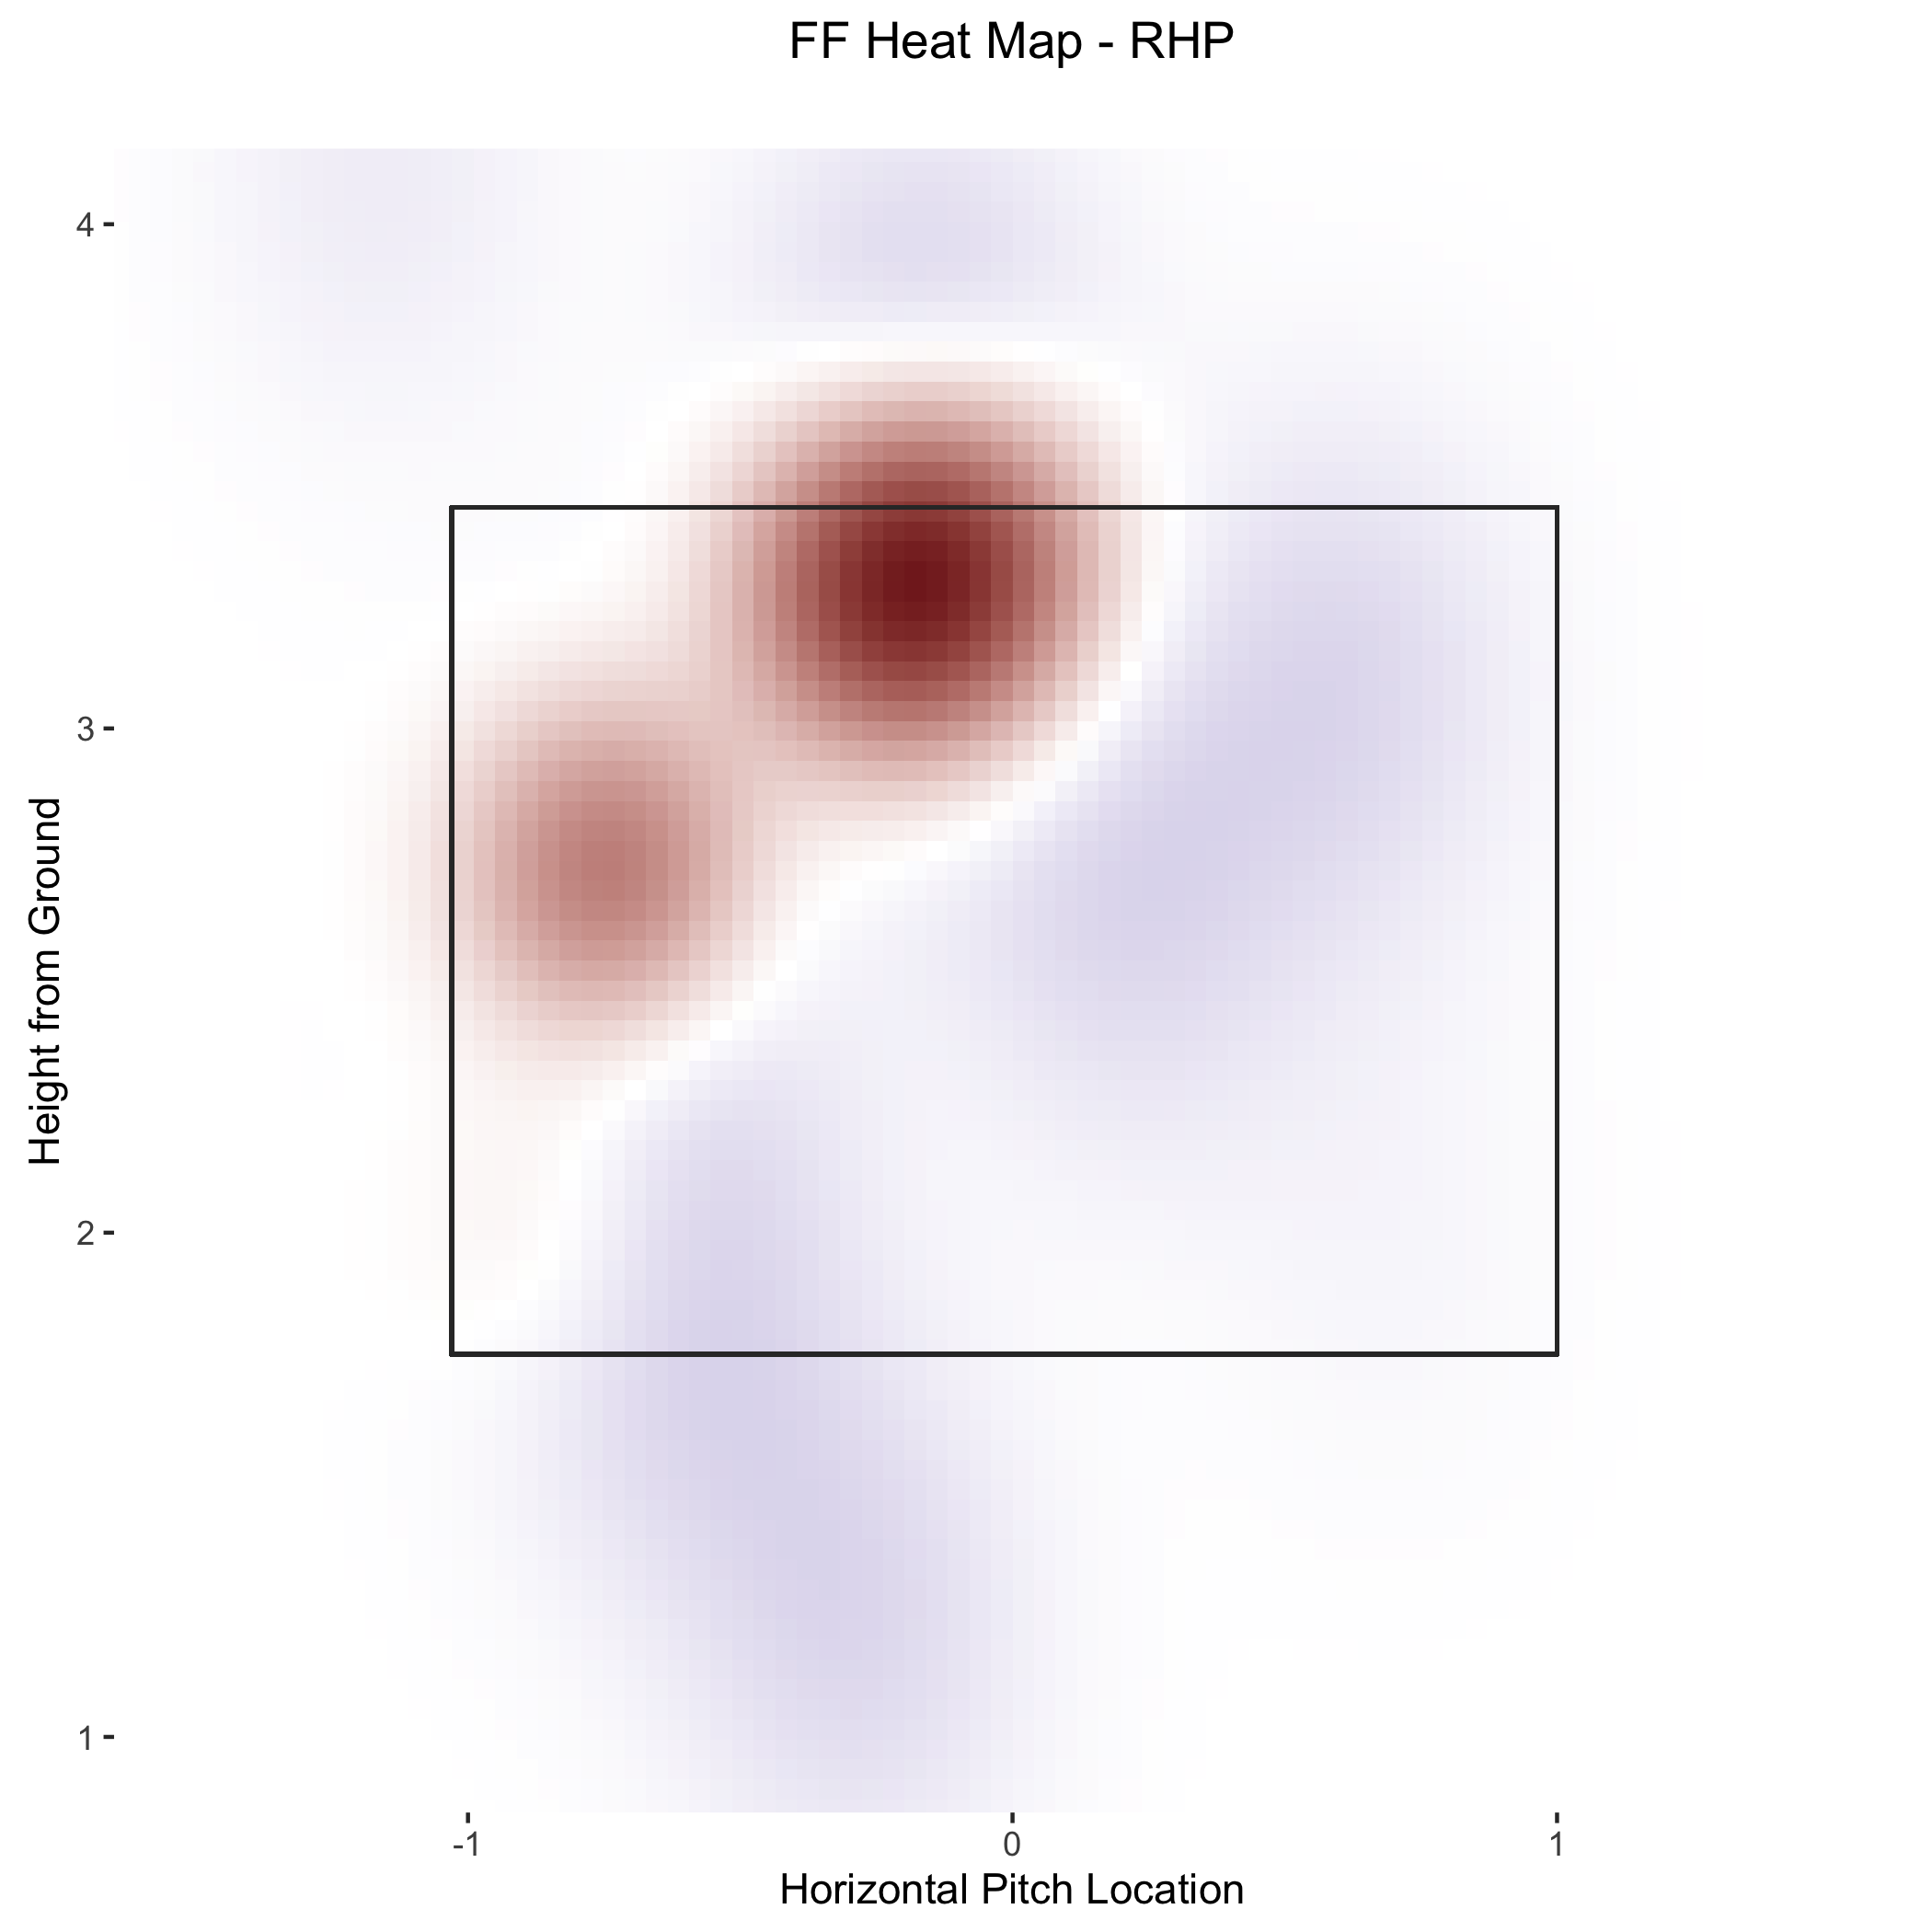 FF Heat Map - RHP
4
3
2
1
Height from Ground
-1 0 1
Horizontal Pitch Location